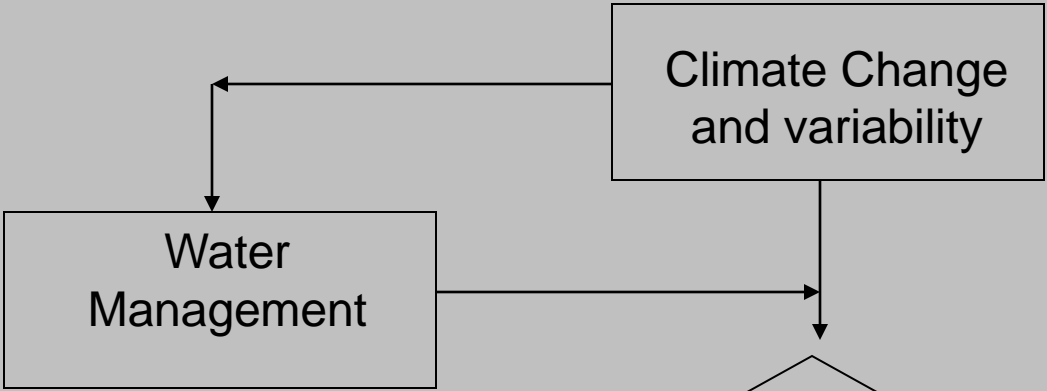 Climate Change
and variability
Water
Management